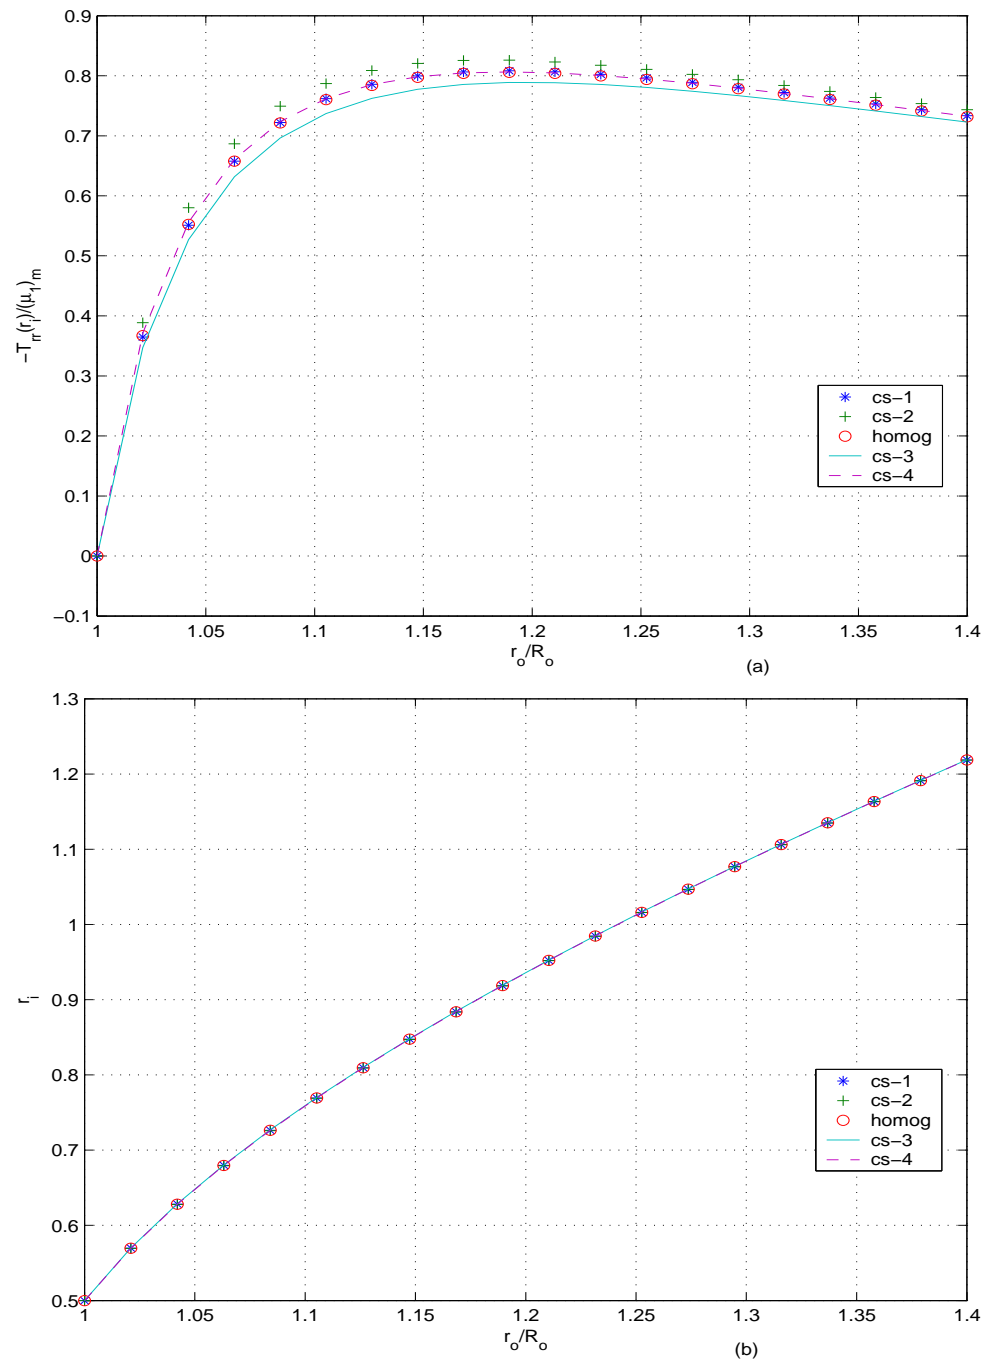 0.9
0.8
0.7
0.6
0.5
0.4
0.3
0.2
0.1
0
−0.1
−T_rr(r_i)/(μ_1)_m
cs−1
cs−2
homog
cs−3
cs−4
1 1.05 1.1 1.15 1.2 1.25 1.3 1.35 1.4
r_o/R_o
(a)
1.3
1.2
1.1
1
0.9
0.8
0.7
0.6
0.5
r_i
cs−1
cs−2
homog
cs−3
cs−4
1 1.05 1.1 1.15 1.2 1.25 1.3 1.35 1.4
r_o/R_o
(b)